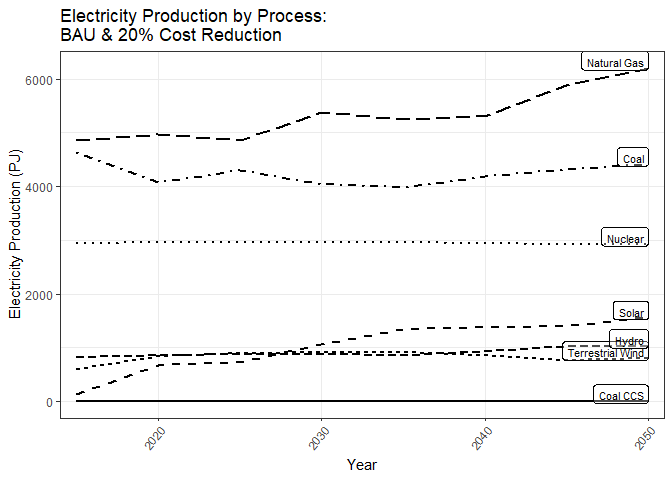 Electricity Production by Process:
BAU & 20% Cost Reduction
Electricity Production (PJ)
6000
4000
2000
0
Natural Gas
Coal
Nuclear
Solar
Hydro
Terrestrial Wind
Coal CCS
2020
2030
2040
2050
Year